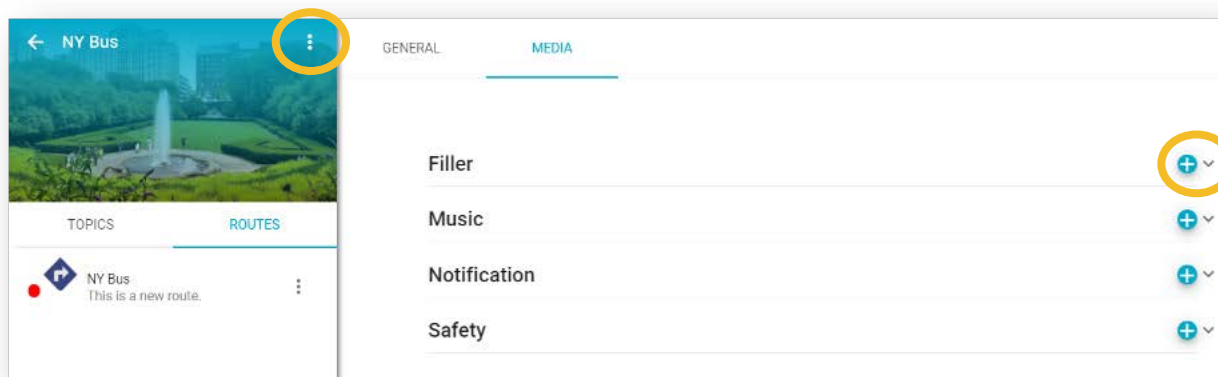 NY Bus
GENERAL
MEDIA
Filler
Music
Notification
Safety
TOPICS
ROUTES
NY Bus
This is a new route.